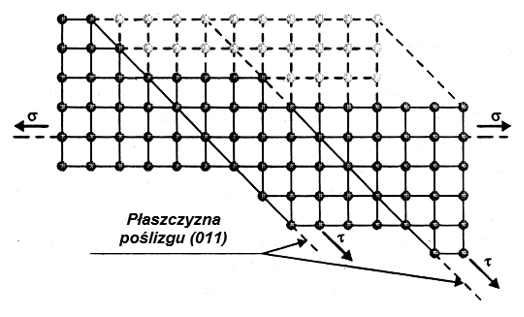 σ
σ
Płaszczyzna
poślizgu (011)
τ
τ